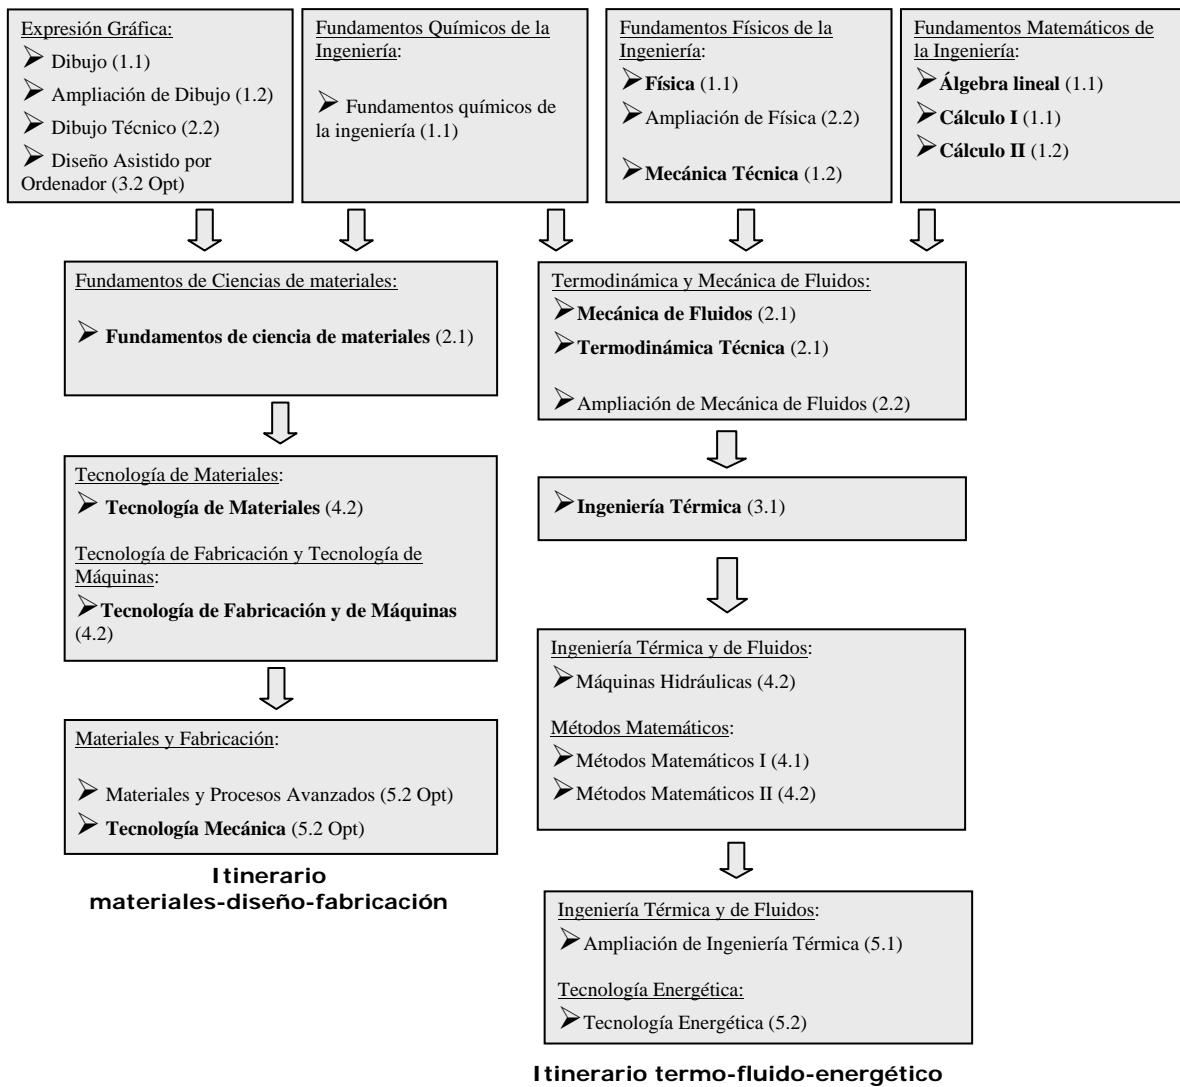 Expresión Gráfica:
➢ Dibujo (1.1)
➢ Ampliación de Dibujo (1.2)
➢ Dibujo Técnico (2.2)
➢ Diseño Asistido por
Ordenador (3.2 Opt)
Fundamentos Químicos de la
Ingeniería:
➢ Fundamentos químicos de
la ingeniería (1.1)
Fundamentos Físicos de la
Ingeniería:
➢ Física (1.1)
➢ Ampliación de Física (2.2)
➢ Mecánica Técnica (1.2)
Fundamentos Matemáticos de
la Ingeniería:
➢ Álgebra lineal (1.1)
➢ Cálculo I (1.1)
➢ Cálculo II (1.2)
Fundamentos de Ciencias de materiales:
➢ Fundamentos de ciencia de materiales (2.1)
Tecnología de Materiales:
➢ Tecnología de Materiales (4.2)
Tecnología de Fabricación y Tecnología de
Máquinas:
➢ Tecnología de Fabricación y de Máquinas
(4.2)
Materiales y Fabricación:
➢ Materiales y Procesos Avanzados (5.2 Opt)
➢ Tecnología Mecánica (5.2 Opt)
Itinerario
materiales-diseño-fabricación
Termodinámica y Mecánica de Fluidos:
➢ Mecánica de Fluidos (2.1)
➢ Termodinámica Técnica (2.1)
➢ Ampliación de Mecánica de Fluidos (2.2)
➢ Ingeniería Térmica (3.1)
Ingeniería Térmica y de Fluidos:
➢ Máquinas Hidráulicas (4.2)
Métodos Matemáticos:
➢ Métodos Matemáticos I (4.1)
➢ Métodos Matemáticos II (4.2)
Ingeniería Térmica y de Fluidos:
➢ Ampliación de Ingeniería Térmica (5.1)
Tecnología Energética:
➢ Tecnología Energética (5.2)
Itinerario termo-fluido-energético